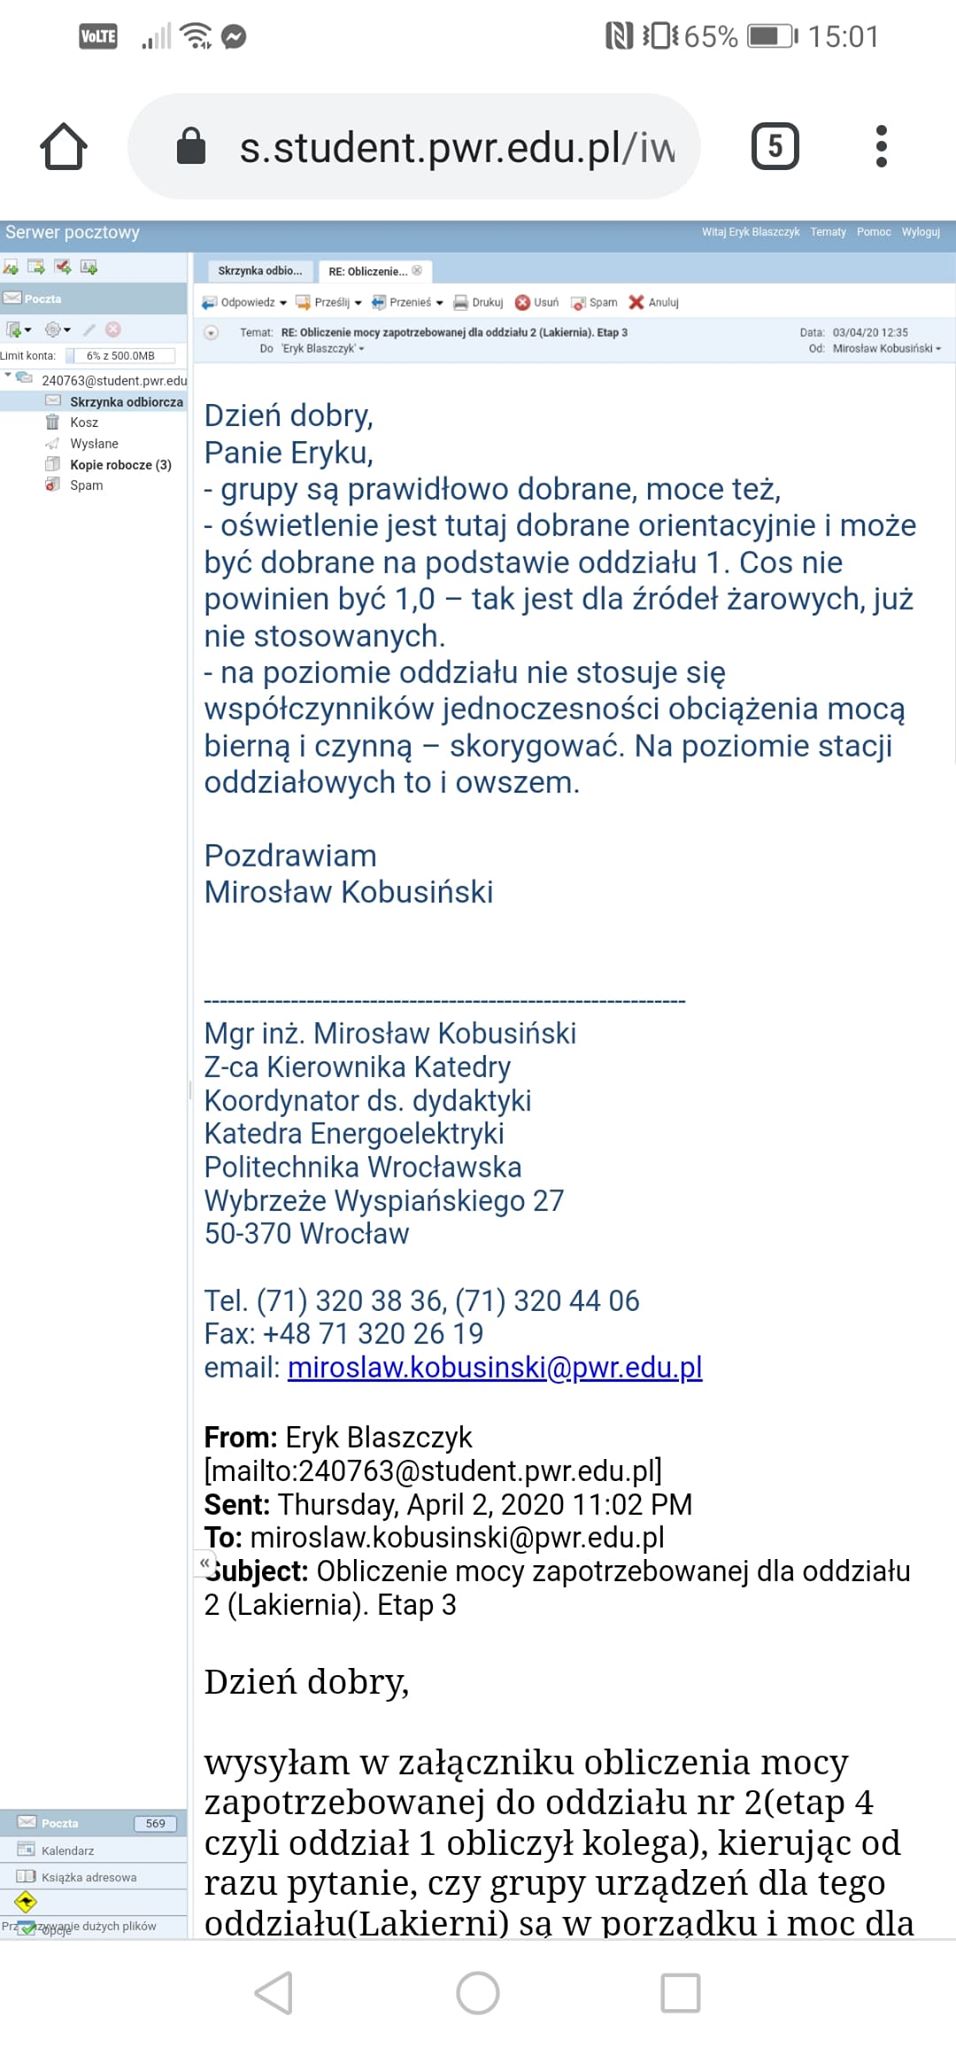 VoLTE 65% 15:01
s.student.pwr.edu.pl/iw 5
Serwer pocztowy Witaj Eryk Blaszczyk Tematy Pomoc Wyloguj
Skrzynka odbio... RE: Obliczenie...
Poczta
Odpowiedz Prześlij Przenieś Drukuj Usuń Spam Anuluj
Temat: RE: Obliczenie mocy zapotrzebowanej dla oddziału 2 (Lakiernia). Etap 3 Data: 03/04/20 12:35
Do 'Eryk Blaszczyk' Od: Mirosław Kobusiński
Limit konta: 6% z 500.0MB
240763@student.pwr.edu
Skrzynka odbiorcza
Kosz
Wysłane
Kopie robocze (3)
Spam
Dzień dobry,
Panie Eryku,
- grupy są prawidłowo dobrane, moce też,
- oświetlenie jest tutaj dobrane orientacyjnie i może
być dobrane na podstawie oddziału 1. Cos nie
powinien być 1,0 – tak jest dla źródeł żarowych, już
nie stosowanych.
- na poziomie oddziału nie stosuje się
współczynników jednoczesności obciążenia mocą
bierną i czynną – skorygować. Na poziomie stacji
oddziałowych to i owszem.
Pozdrawiam
Mirosław Kobusiński
------------------------------------------------------------
Mgr inż. Mirosław Kobusiński
Z-ca Kierownika Katedry
Koordynator ds. dydaktyki
Katedra Energoelektryki
Politechnika Wrocławska
Wybrzeże Wyspiańskiego 27
50-370 Wrocław
Tel. (71) 320 38 36, (71) 320 44 06
Fax: +48 71 320 26 19
email: miroslaw.kobusinski@pwr.edu.pl
From: Eryk Blaszczyk
[mailto:240763@student.pwr.edu.pl]
Sent: Thursday, April 2, 2020 11:02 PM
To: miroslaw.kobusinski@pwr.edu.pl
Subject: Obliczenie mocy zapotrzebowanej dla oddziału
2 (Lakiernia). Etap 3
Dzień dobry,
wysyłam w załączniku obliczenia mocy
zapotrzebowanej do oddziału nr 2(etap 4
czyli oddział 1 obliczył kolega), kierując od
razu pytanie, czy grupy urządzeń dla tego
oddziału(Lakierni) są w porządku i moc dla
Poczta 569
Kalendarz
Książka adresowa
dużych plików
Opcje